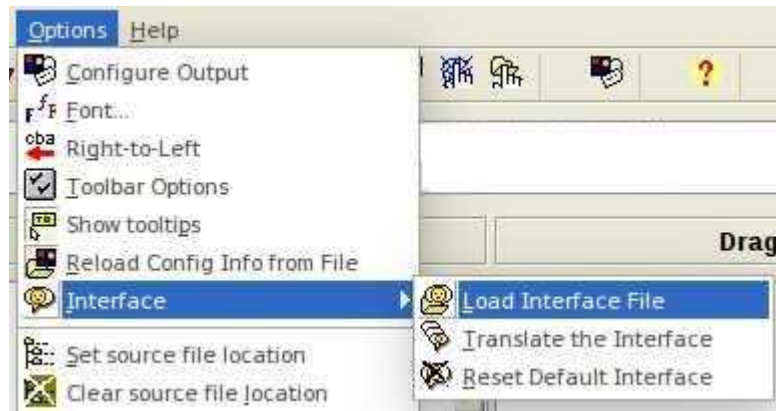 Options Help
Configure Output
Font...
Right-to-Left
Toolbar Options
Show tooltips
Reload Config Info from File
Interface
Set source file location
Clear source file location
Load Interface File
Translate the Interface
Reset Default Interface
Drag
cba
?